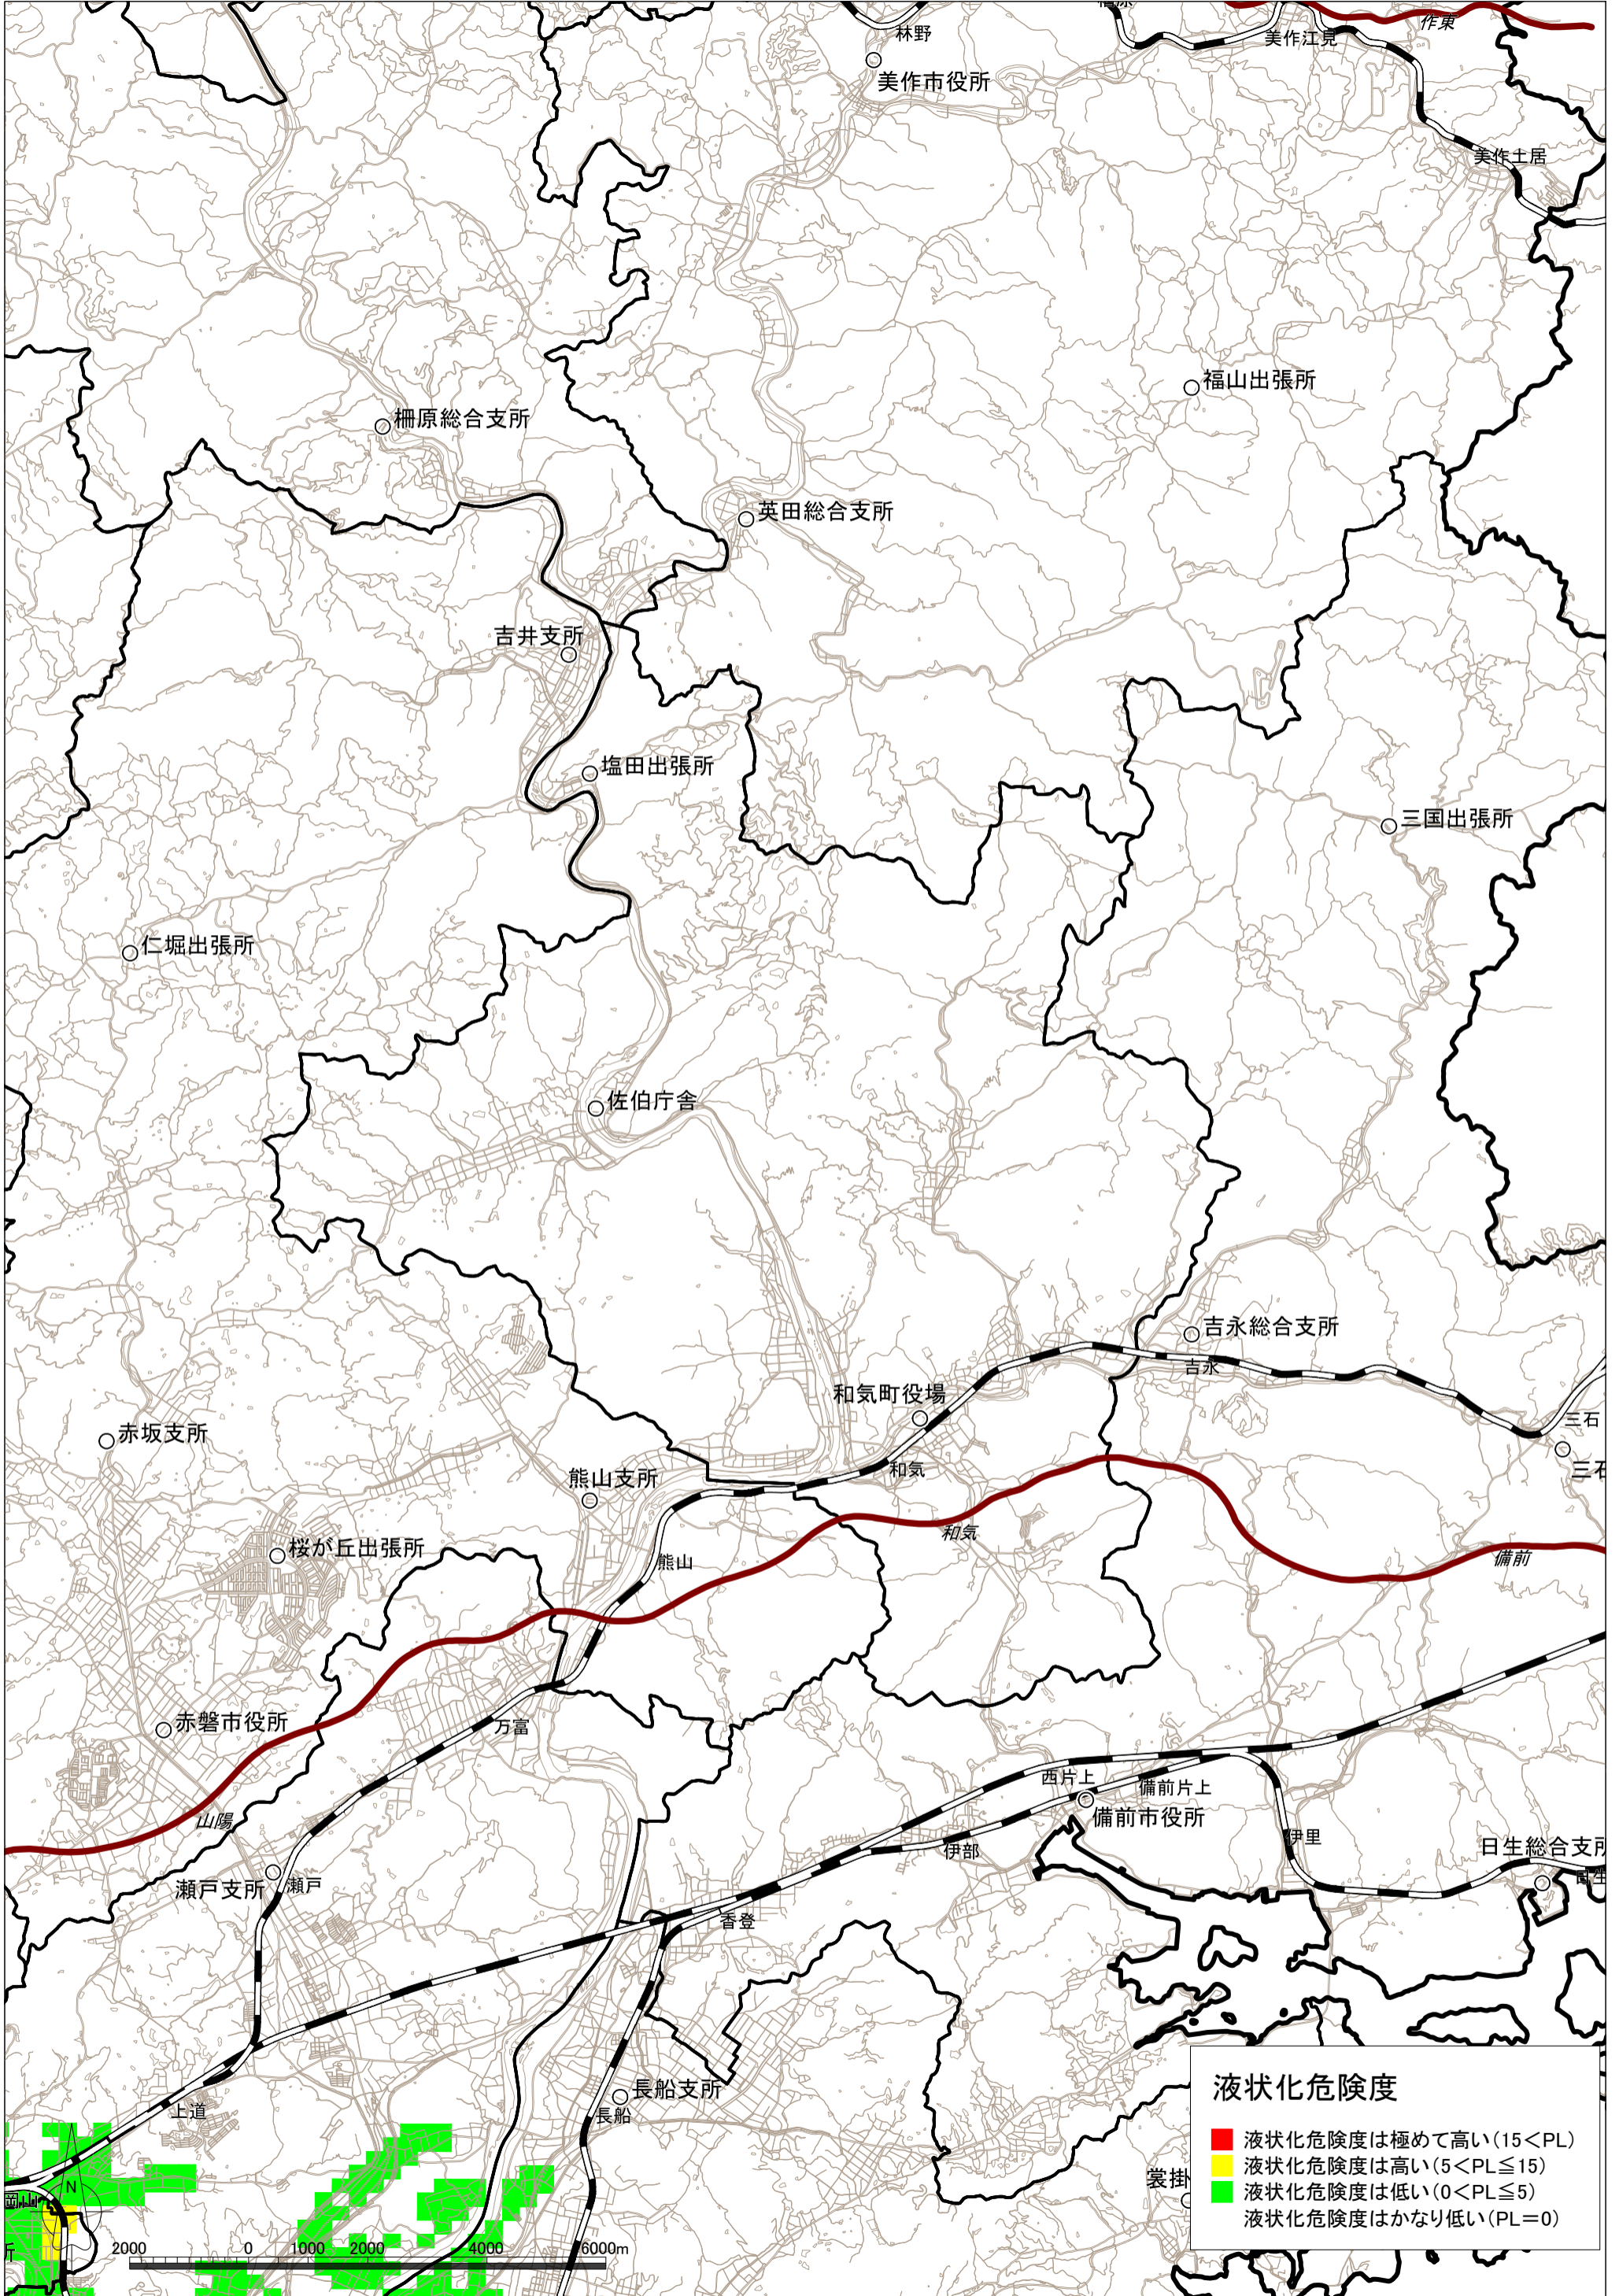 林野
美作江見
作東
美作市役所
美作土居
福山出張所
柵原総合支所
英田総合支所
吉井支所
塩田出張所
三国出張所
仁堀出張所
佐伯庁舎
吉永総合支所
吉永
和気町役場
三石
赤坂支所
和気
三石
熊山支所
和気
桜が丘出張所
熊山
備前
赤磐市役所
万富
西片上
備前片上
備前市役所
山陽
伊里
伊部
日生総合支所
日生
瀬戸支所
瀬戸
香登
長船支所
上道
長船
液状化危険度
液状化危険度は極めて高い(15<PL)
液状化危険度は高い(5<PL≦15)
液状化危険度は低い(0<PL≦5)
液状化危険度はかなり低い(PL=0)
裳掛
N
岡山
所
2000 0 1000 2000 4000 6000m